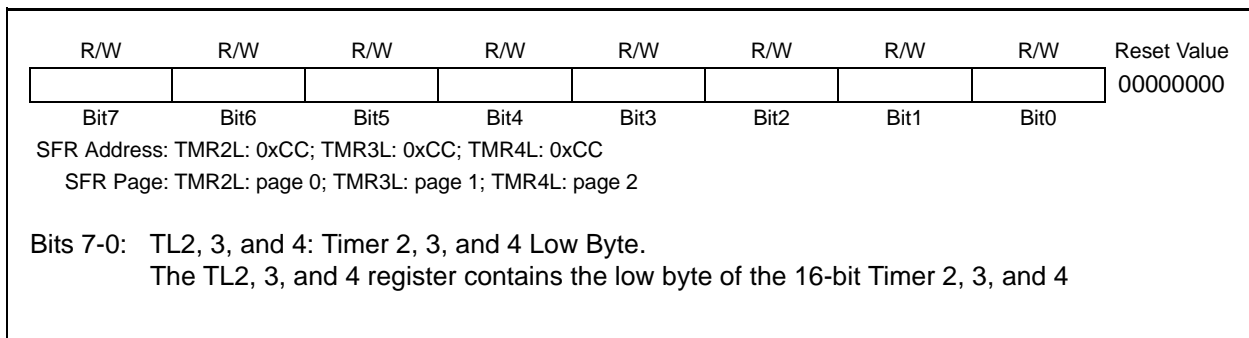 R/W R/W R/W R/W R/W R/W R/W R/W Reset Value
00000000
Bit7 Bit6 Bit5 Bit4 Bit3 Bit2 Bit1 Bit0
SFR Address: TMR2L: 0xCC; TMR3L: 0xCC; TMR4L: 0xCC
SFR Page: TMR2L: page 0; TMR3L: page 1; TMR4L: page 2
Bits 7-0: TL2, 3, and 4: Timer 2, 3, and 4 Low Byte.
The TL2, 3, and 4 register contains the low byte of the 16-bit Timer 2, 3, and 4